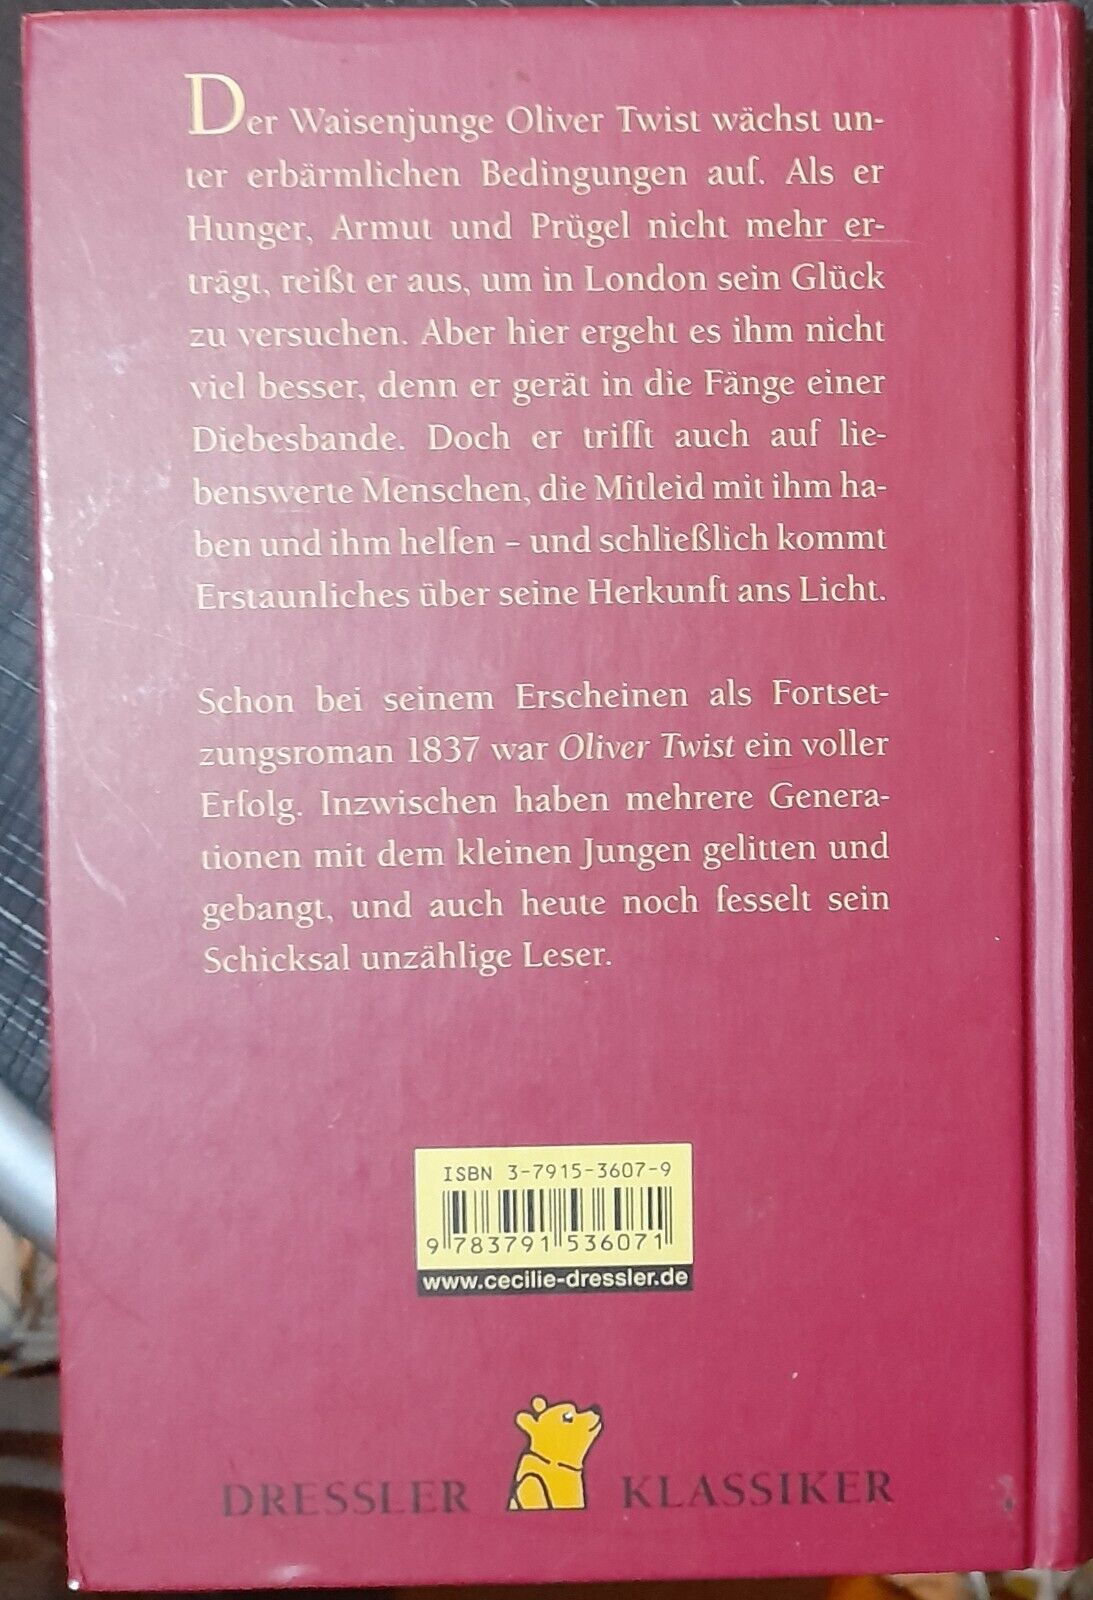 Der Waisenjunge Oliver Twist wächst un-
ter erbärmlichen Bedingungen auf. Als er
Hunger, Armut und Prügel nicht mehr er-
trägt, reißt er aus, um in London sein Glück
zu versuchen. Aber hier ergeht es ihm nicht
viel besser, denn er gerät in die Fänge einer
Diebesbande. Doch er trifft auch auf lie-
benswerte Menschen, die Mitleid mit ihm ha-
ben und ihm helfen – und schließlich kommt
Erstaunliches über seine Herkunft ans Licht.
Schon bei seinem Erscheinen als Fortset-
zungsroman 1837 war Oliver Twist ein voller
Erfolg. Inzwischen haben mehrere Genera-
tionen mit dem kleinen Jungen gelitten und
gebangt, und auch heute noch fesselt sein
Schicksal unzählige Leser.
ISBN 3-7915-3607-9
9 783791 536071
www.cecilie-dressler.de
DRESSLER KLASSIKER